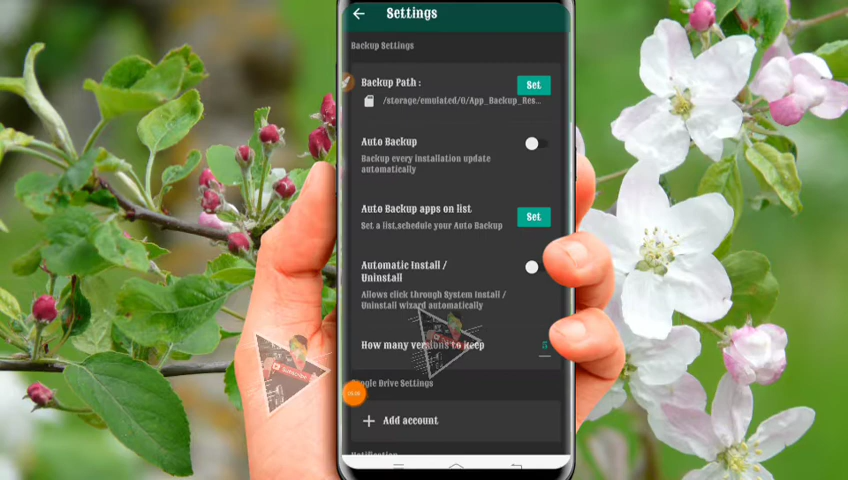 Settings
Backup Settings
Backup Path :
Set
/storage/emulated/0/App_Backup_Res...
Auto Backup
Backup every installation update
automatically
Auto Backup apps on list
Set a list,schedule your Auto Backup
Set
Automatic Install /
Uninstall
Allows click through System Install /
Uninstall wizard automatically
How many versions to keep
5
Google Drive Settings
Add account